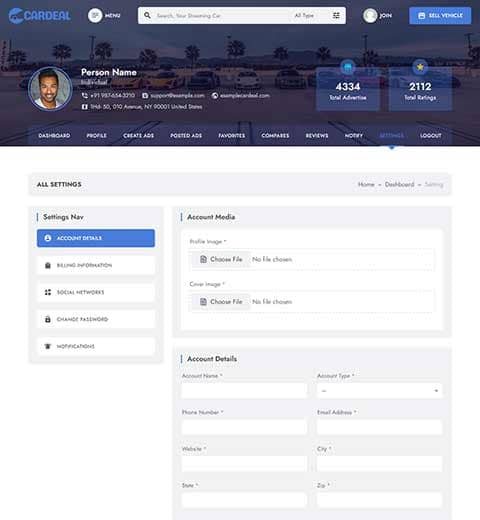 CARDEAL
MENU
Search, Your Streaming Car.
All Type
JOIN
SELL VEHICLE
Person Name
Individual
+91 987-654-3210
support@example.com
examplecardeal.com
1Hd- 50, 010 Avenue, NY 90001 United States
4334
Total Advertise
2112
Total Ratings
DASHBOARD PROFILE CREATE ADS POSTED ADS FAVORITES COMPARES REVIEWS NOTIFY SETTINGS LOGOUT
ALL SETTINGS
Home Dashboard Setting
Settings Nav
ACCOUNT DETAILS
BILLING INFORMATION
SOCIAL NETWORKS
CHANGE PASSWORD
NOTIFICATIONS
Account Media
Profile Image *
Choose File No file chosen
Cover Image *
Choose File No file chosen
Account Details
Account Name * Account Type *
--
Phone Number * Email Address *
Website * City *
State * Zip *